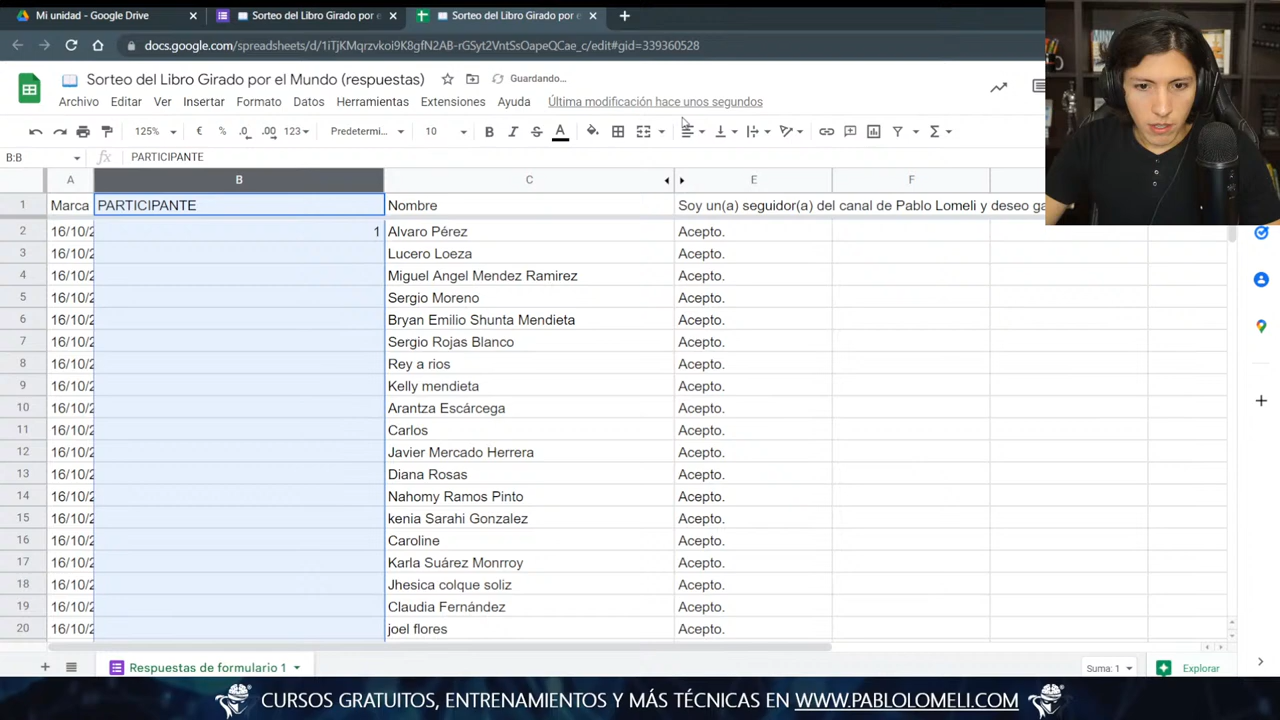 Mi unidad - Google Drive
Sorteo del Libro Girado por e
Sorteo del Libro Girado por e
docs.google.com/spreadsheets/d/1iTjKMqrzvkoi9K8gfN2AB-rGSyt2VntSsOapeQCae_c/edit#gid=339360528
Sorteo del Libro Girado por el Mundo (respuestas)
Guardando...
Archivo Editar Ver Insertar Formato Datos Herramientas Extensiones Ayuda Última modificación hace unos segundos
125% € % .0 .00 123 Predetermi... 10 B I S A Σ
B:B fx PARTICIPANTE
A B C E F
1 Marca PARTICIPANTE Nombre Soy un(a) seguidor(a) del canal de Pablo Lomeli y deseo ga
2 16/10/2 1 Alvaro Pérez Acepto.
3 16/10/2 Lucero Loeza Acepto.
4 16/10/2 Miguel Angel Mendez Ramirez Acepto.
5 16/10/2 Sergio Moreno Acepto.
6 16/10/2 Bryan Emilio Shunta Mendieta Acepto.
7 16/10/2 Sergio Rojas Blanco Acepto.
8 16/10/2 Rey a rios Acepto.
9 16/10/2 Kelly mendieta Acepto.
10 16/10/2 Arantza Escárcega Acepto.
11 16/10/2 Carlos Acepto.
12 16/10/2 Javier Mercado Herrera Acepto.
13 16/10/2 Diana Rosas Acepto.
14 16/10/2 Nahomy Ramos Pinto Acepto.
15 16/10/2 kenia Sarahi Gonzalez Acepto.
16 16/10/2 Caroline Acepto.
17 16/10/2 Karla Suárez Monrroy Acepto.
18 16/10/2 Jhesica colque soliz Acepto.
19 16/10/2 Claudia Fernández Acepto.
20 16/10/2 joel flores Acepto.
Respuestas de formulario 1 Suma: 1 Explorar
CURSOS GRATUITOS, ENTRENAMIENTOS Y MÁS TÉCNICAS EN WWW.PABLOLOMELI.COM